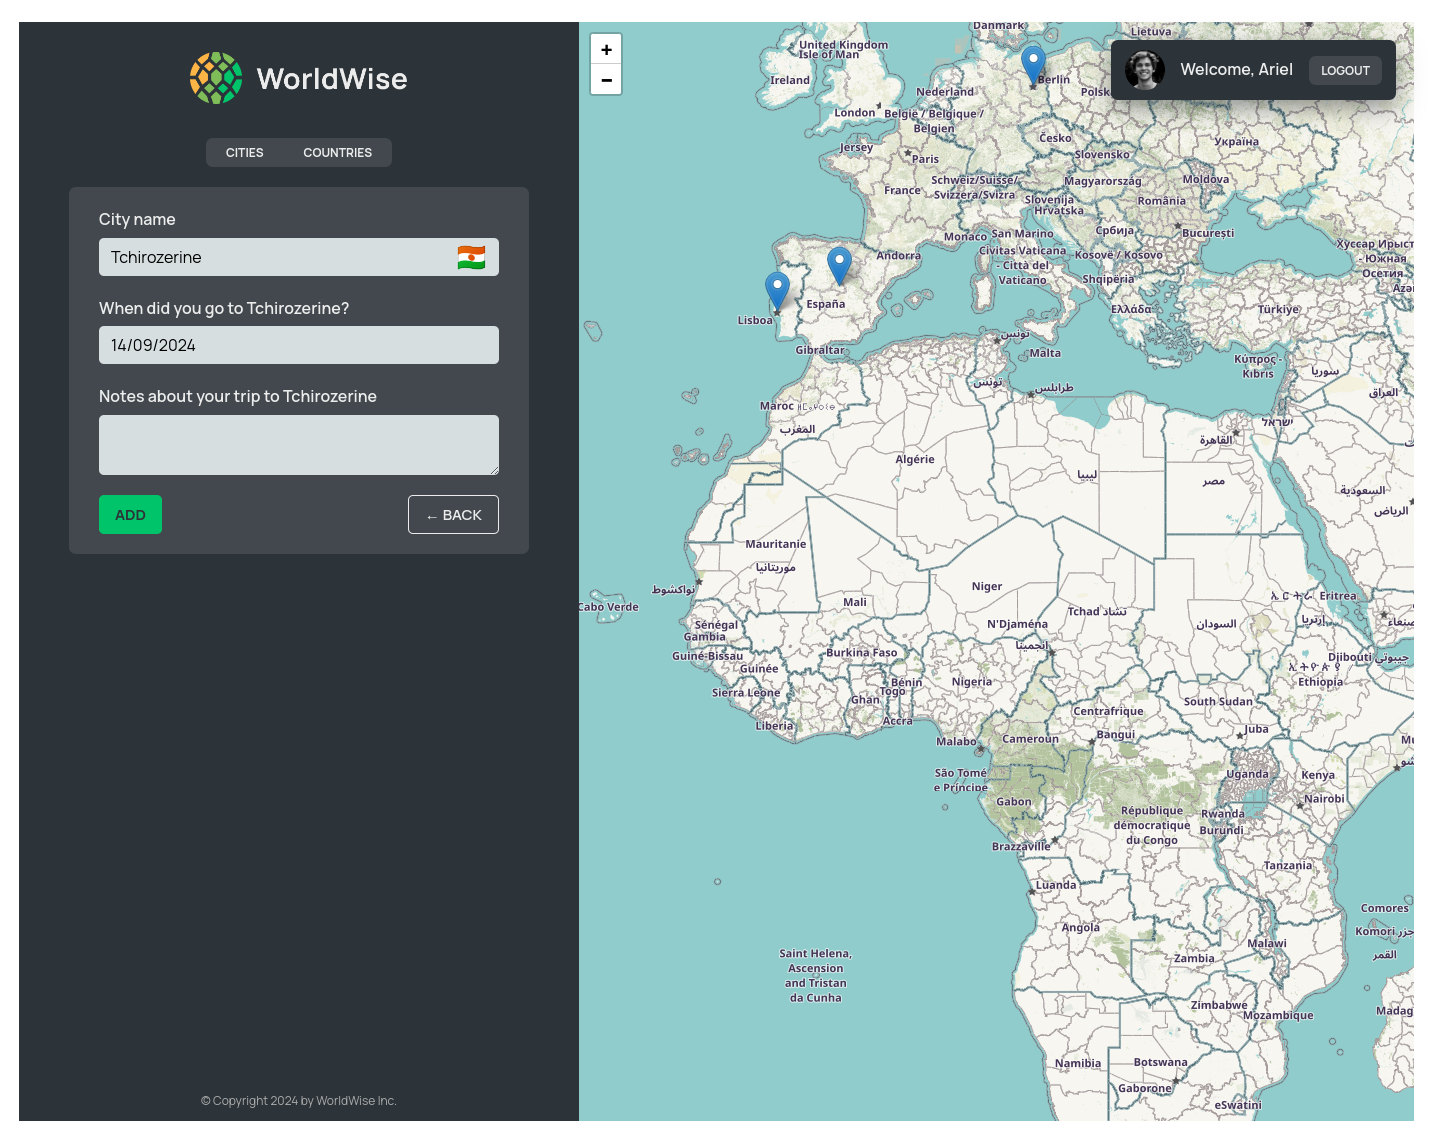 WorldWise
CITIES COUNTRIES
City name
Tchirozerine
When did you go to Tchirozerine?
14/09/2024
Notes about your trip to Tchirozerine
ADD
← BACK
© Copyright 2024 by WorldWise Inc.
+
−
Welcome, Ariel
LOGOUT
Danmark
Lietuva
United Kingdom
Isle of Man
Ireland
Berlin
Nederland
Polsk
London
België / Belgique /
Belgien
Česko
Україна
Jersey
Paris
Slovensko
France
Schweiz/Suisse/
Svizzera/Svizra
Magyarország
Moldova
Slovenija
Hrvatska
România
Monaco
San Marino
Србија
București
Civitas Vaticana
- Città del
Vaticano
Andorra
Kosovë / Kosovo
Хуссар Ирыст
- Южная
Осетия
Shqipëria
España
Ελλάδα
Türkiye
Lisboa
تونس
Gibraltar
Malta
Κύπρος -
Kıbrıs
سوريا
تونس
طرابلس
العراق
Maroc
المغرب
ישראל
القاهرة
Algérie
ليبيا
مصر
السعودية
الرياض
Mauritanie
موريتانيا
نواكشوط
Niger
Cabo Verde
Mali
Tchad تشاد
ኤርትራ Eritrea
إرتريا
N'Djaména
انجمينا
السودان
صنعاء
Sénégal
Gambia
Guiné-Bissau
Guinée
Burkina Faso
Djibouti جيبوتي
ኢትዮጵያ
Ethiopia
Sierra Leone
Bénin
Togo
Nigeria
Ghan
South Sudan
Liberia
Accra
Centrafrique
Malabo
Cameroun
Bangui
Juba
São Tomé
e Príncipe
Uganda
Kenya
Gabon
Nairobi
République
démocratique
du Congo
Rwanda
Burundi
Brazzaville
Tanzania
Luanda
Comores
Komori جزر
القمر
Angola
Malawi
Zambia
Saint Helena,
Ascension
and Tristan
da Cunha
Zimbabwe
Mozambique
Madag
Namibia
Botswana
Gaborone
eSwatini